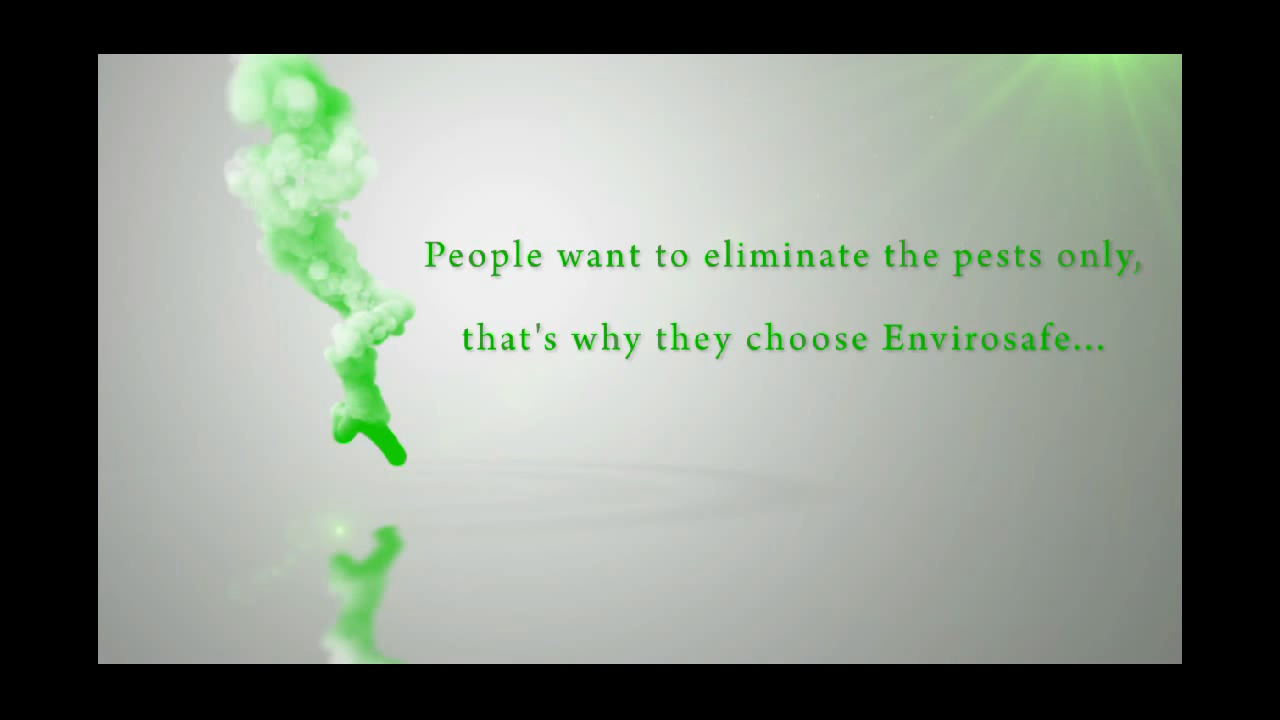 People want to eliminate the pests only,
that's why they choose Envirosafe...